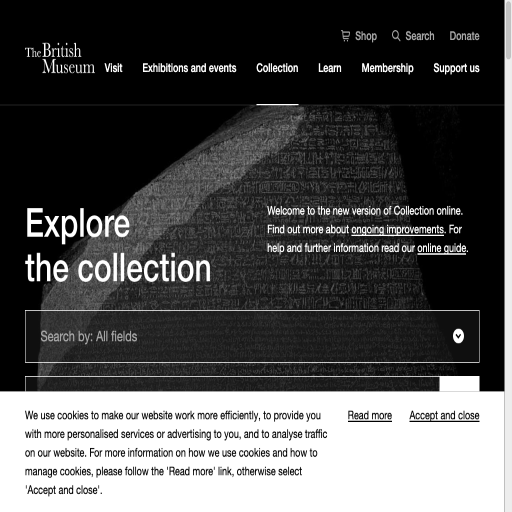 Shop
Search
Donate
The British
Museum
Visit
Exhibitions and events
Collection
Learn
Membership
Support us
Explore
the collection
Welcome to the new version of Collection online.
Find out more about ongoing improvements. For
help and further information read our online guide.
Search by: All fields
We use cookies to make our website work more efficiently, to provide you
with more personalised services or advertising to you, and to analyse traffic
on our website. For more information on how we use cookies and how to
manage cookies, please follow the 'Read more' link, otherwise select
'Accept and close'.
Read more
Accept and close